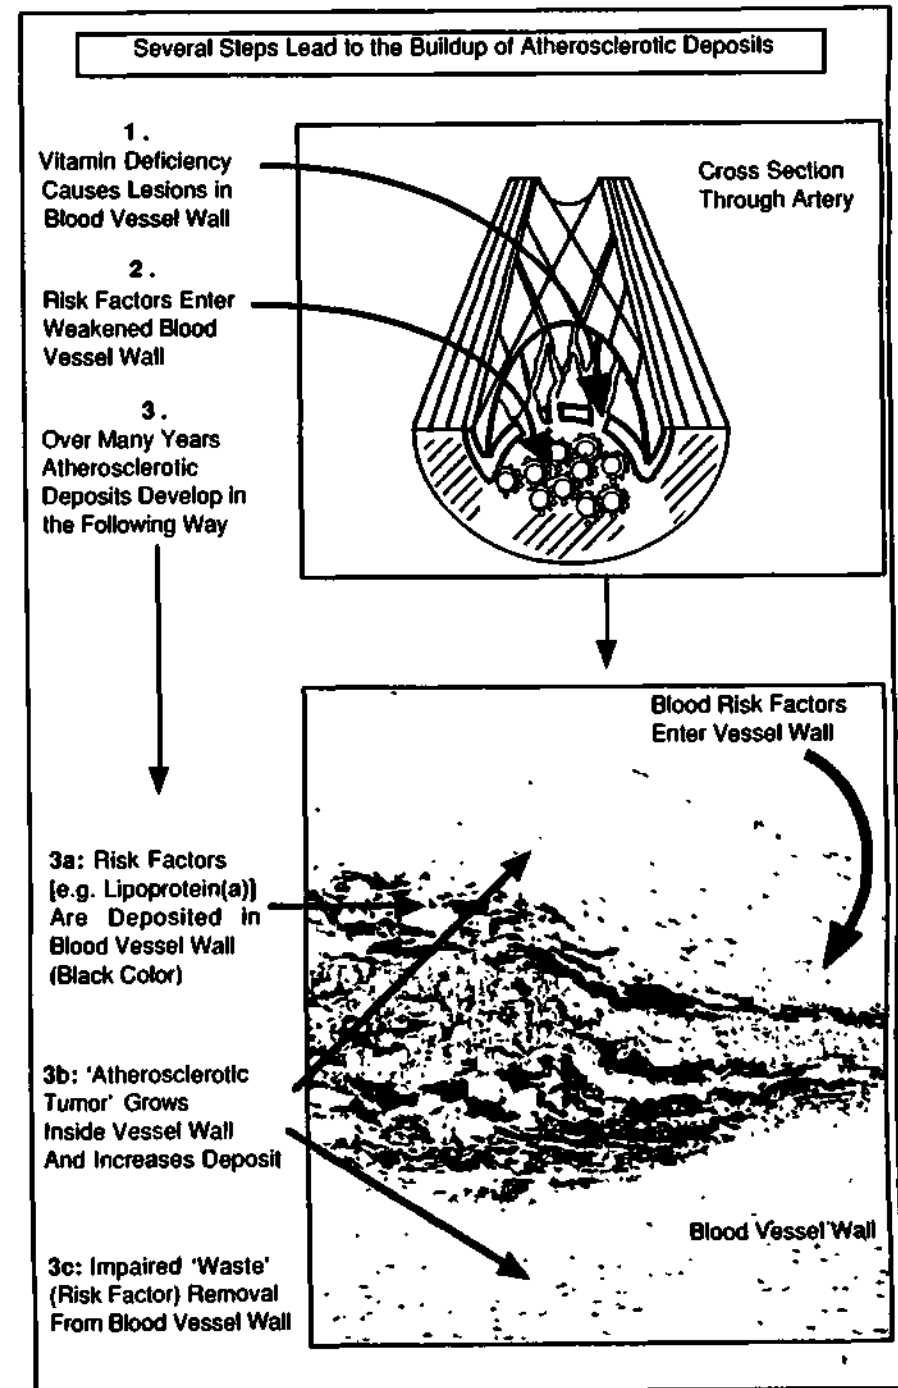 Several Steps Lead to the Buildup of Atherosclerotic Deposits
1.
Vitamin Deficiency
Causes Lesions in
Blood Vessel Wall
2.
Risk Factors Enter
Weakened Blood
Vessel Wall
3.
Over Many Years
Atherosclerotic
Deposits Develop in
the Following Way
Cross Section
Through Artery
Blood Risk Factors
Enter Vessel Wall
3a: Risk Factors
[e.g. Lipoprotein(a)]
Are Deposited in
Blood Vessel Wall
(Black Color)
3b: 'Atherosclerotic
Tumor' Grows
Inside Vessel Wall
And Increases Deposit
Blood Vessel Wall
3c: Impaired 'Waste'
(Risk Factor) Removal
From Blood Vessel Wall